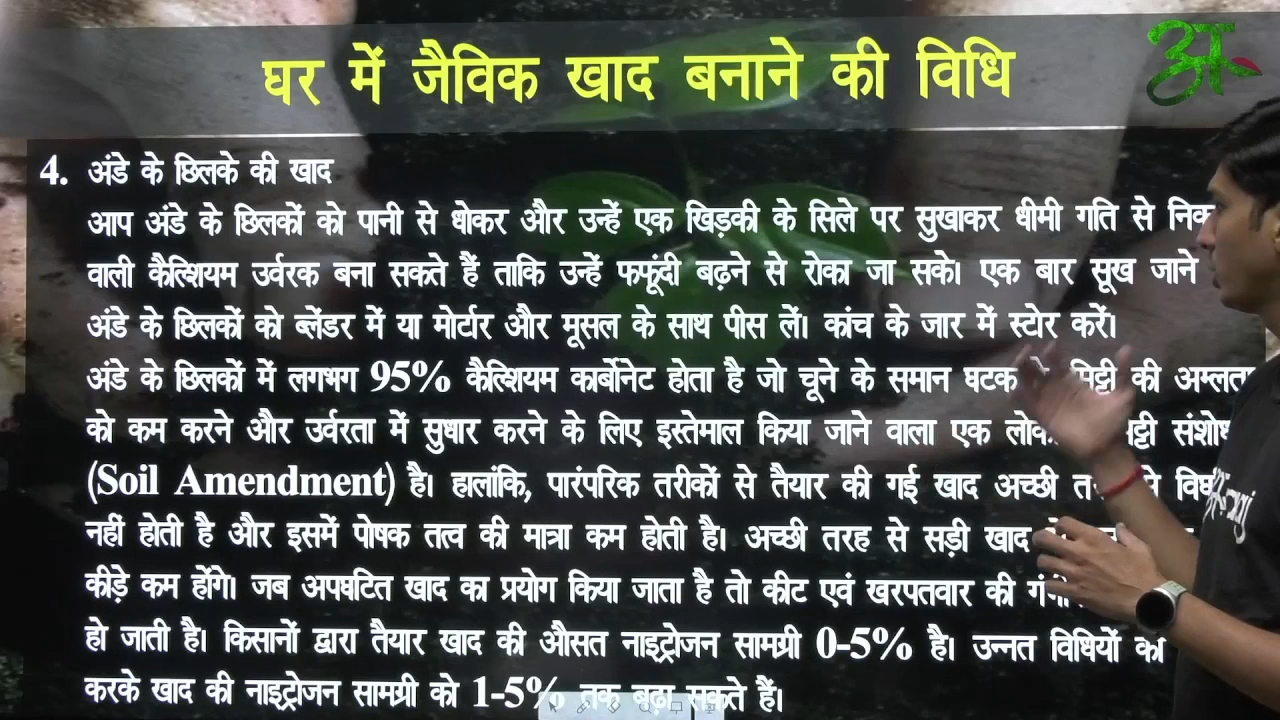 घर में जैविक खाद बनाने की विधि
4. अंडे के छिलके की खाद
आप अंडे के छिलकों को पानी से धोकर और उन्हें एक खिड़की के सिले पर सुखाकर धीमी गति से
वाली कैल्शियम उर्वरक बना सकते हैं ताकि उन्हें फफूंदी बढ़ने से रोका जा सके। एक बार सूख जाने
अंडे के छिलकों को ब्लेंडर में या मोर्टार और मूसल के साथ पीस लें। कांच के जार में स्टोर करें।
अंडे के छिलकों में लगभग 95% कैल्शियम कार्बोनेट होता है जो चूने के समान घटक मिट्टी की अम्लता
को कम करने और उर्वरता में सुधार करने के लिए इस्तेमाल किया जाने वाला एक
(Soil Amendment) है। हालांकि, पारंपरिक तरीकों से तैयार की गई खाद अच्छी
नहीं होती है और इसमें पोषक तत्व की मात्रा कम होती है। अच्छी तरह से सड़ी खाद
कीड़े कम होंगे। जब अपघटित खाद का प्रयोग किया जाता है तो कीट एवं खरपतवार की
हो जाती है। किसानों द्वारा तैयार खाद की औसत नाइट्रोजन सामग्री 0-5% है। उन्नत विधियों का
करके खाद की नाइट्रोजन सामग्री को 1-5% तक बढ़ा सकते हैं।